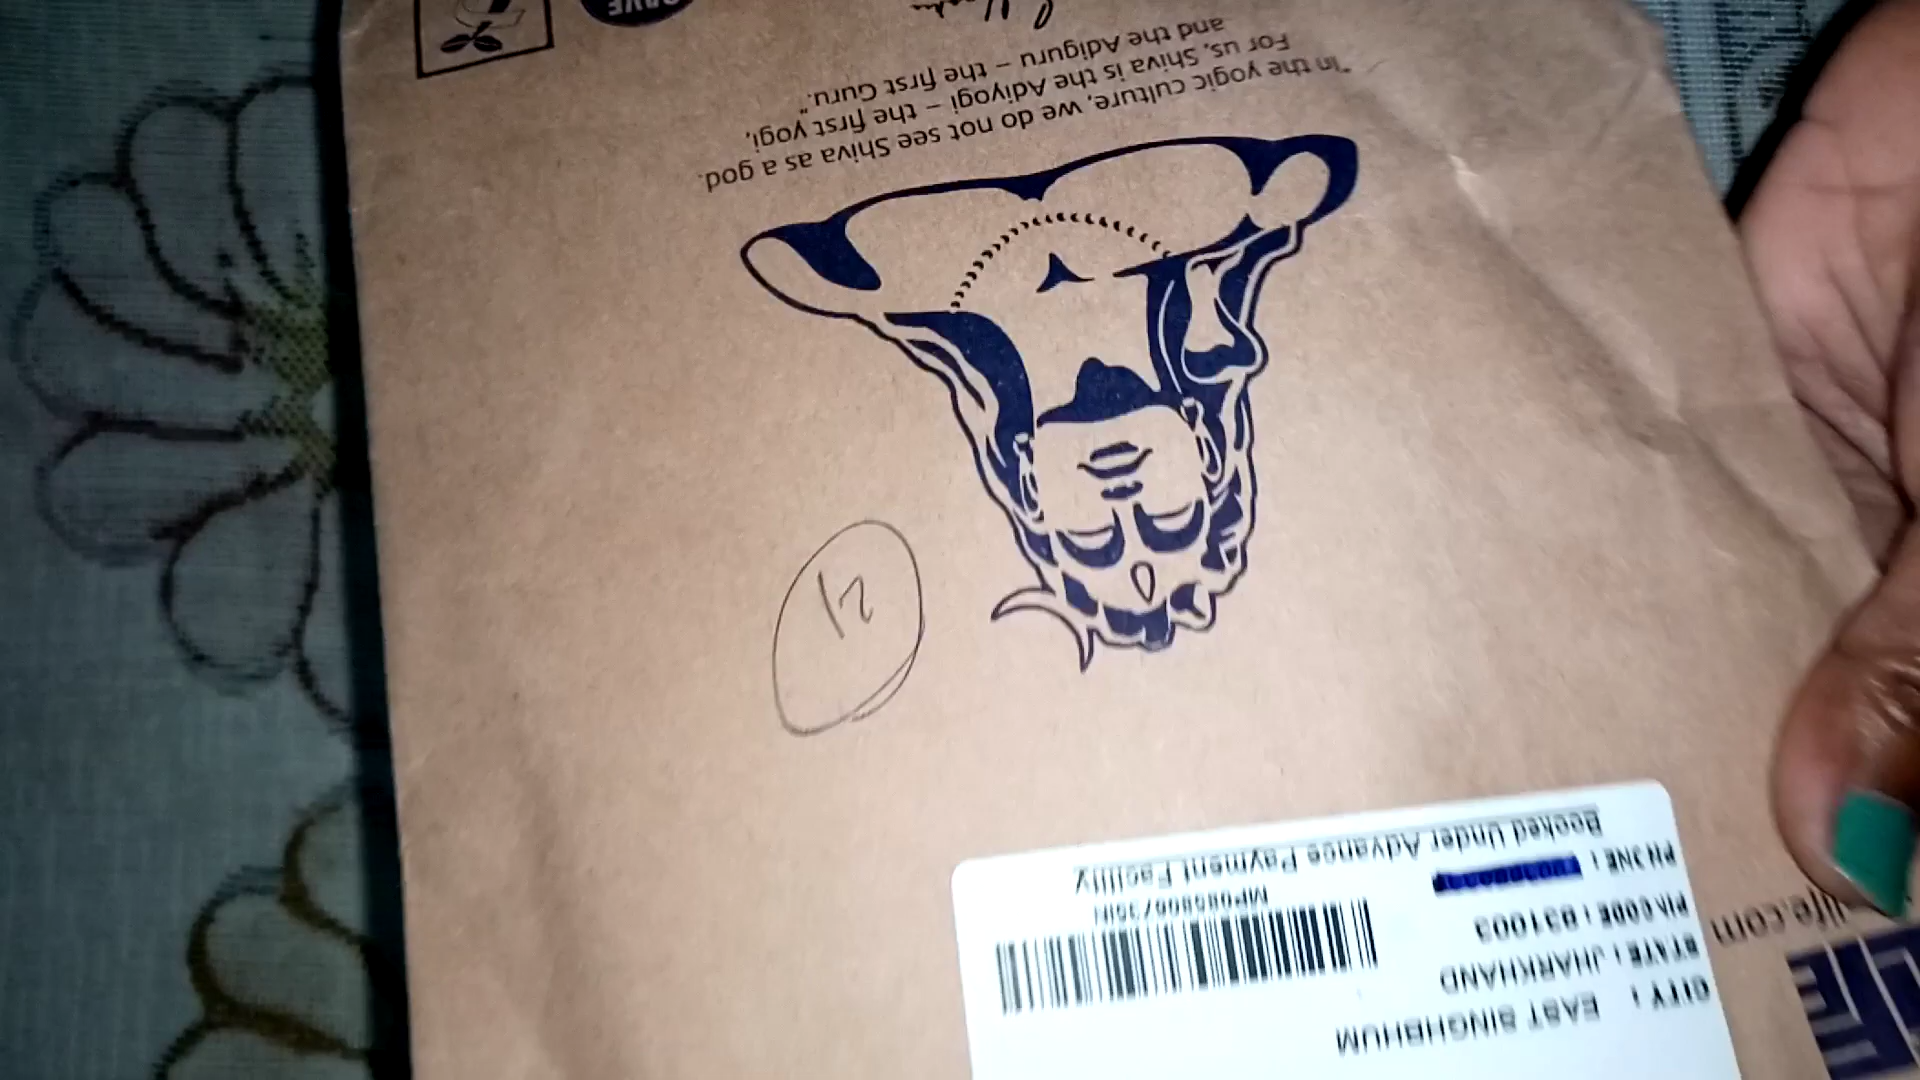 CITY : EAST SINGHBHUM
STATE : JHARKHAND
PIN CODE : 831003
PHONE :
Booked Under Advance Payment Facility
life.com
21
"In the yogic culture, we do not see Shiva as a god.
For us, Shiva is the Adiyogi – the first yogi,
and the Adiguru – the first Guru."
SAVE